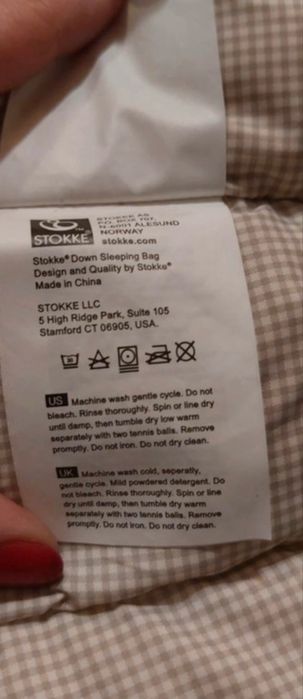 STOKKE
STOKKE AS
P.O. BOX 707,
N-6001 ALESUND
NORWAY
stokke.com
Stokke® Down Sleeping Bag
Design and Quality by Stokke®
Made in China
STOKKE LLC
5 High Ridge Park, Suite 105
Stamford CT 06905, USA.
US Machine wash gentle cycle. Do not
bleach. Rinse thoroughly. Spin or line dry
until damp, then tumble dry low warm
separately with two tennis balls. Remove
promptly. Do not iron. Do not dry clean.
UK Machine wash cold, seperatly,
gentle cycle. Mild powdered detergent. Do
not bleach. Rinse thoroughly. Spin or line
dry until damp, then tumble dry warm
separately with two tennis balls. Remove
promptly. Do not iron. Do not dry clean.